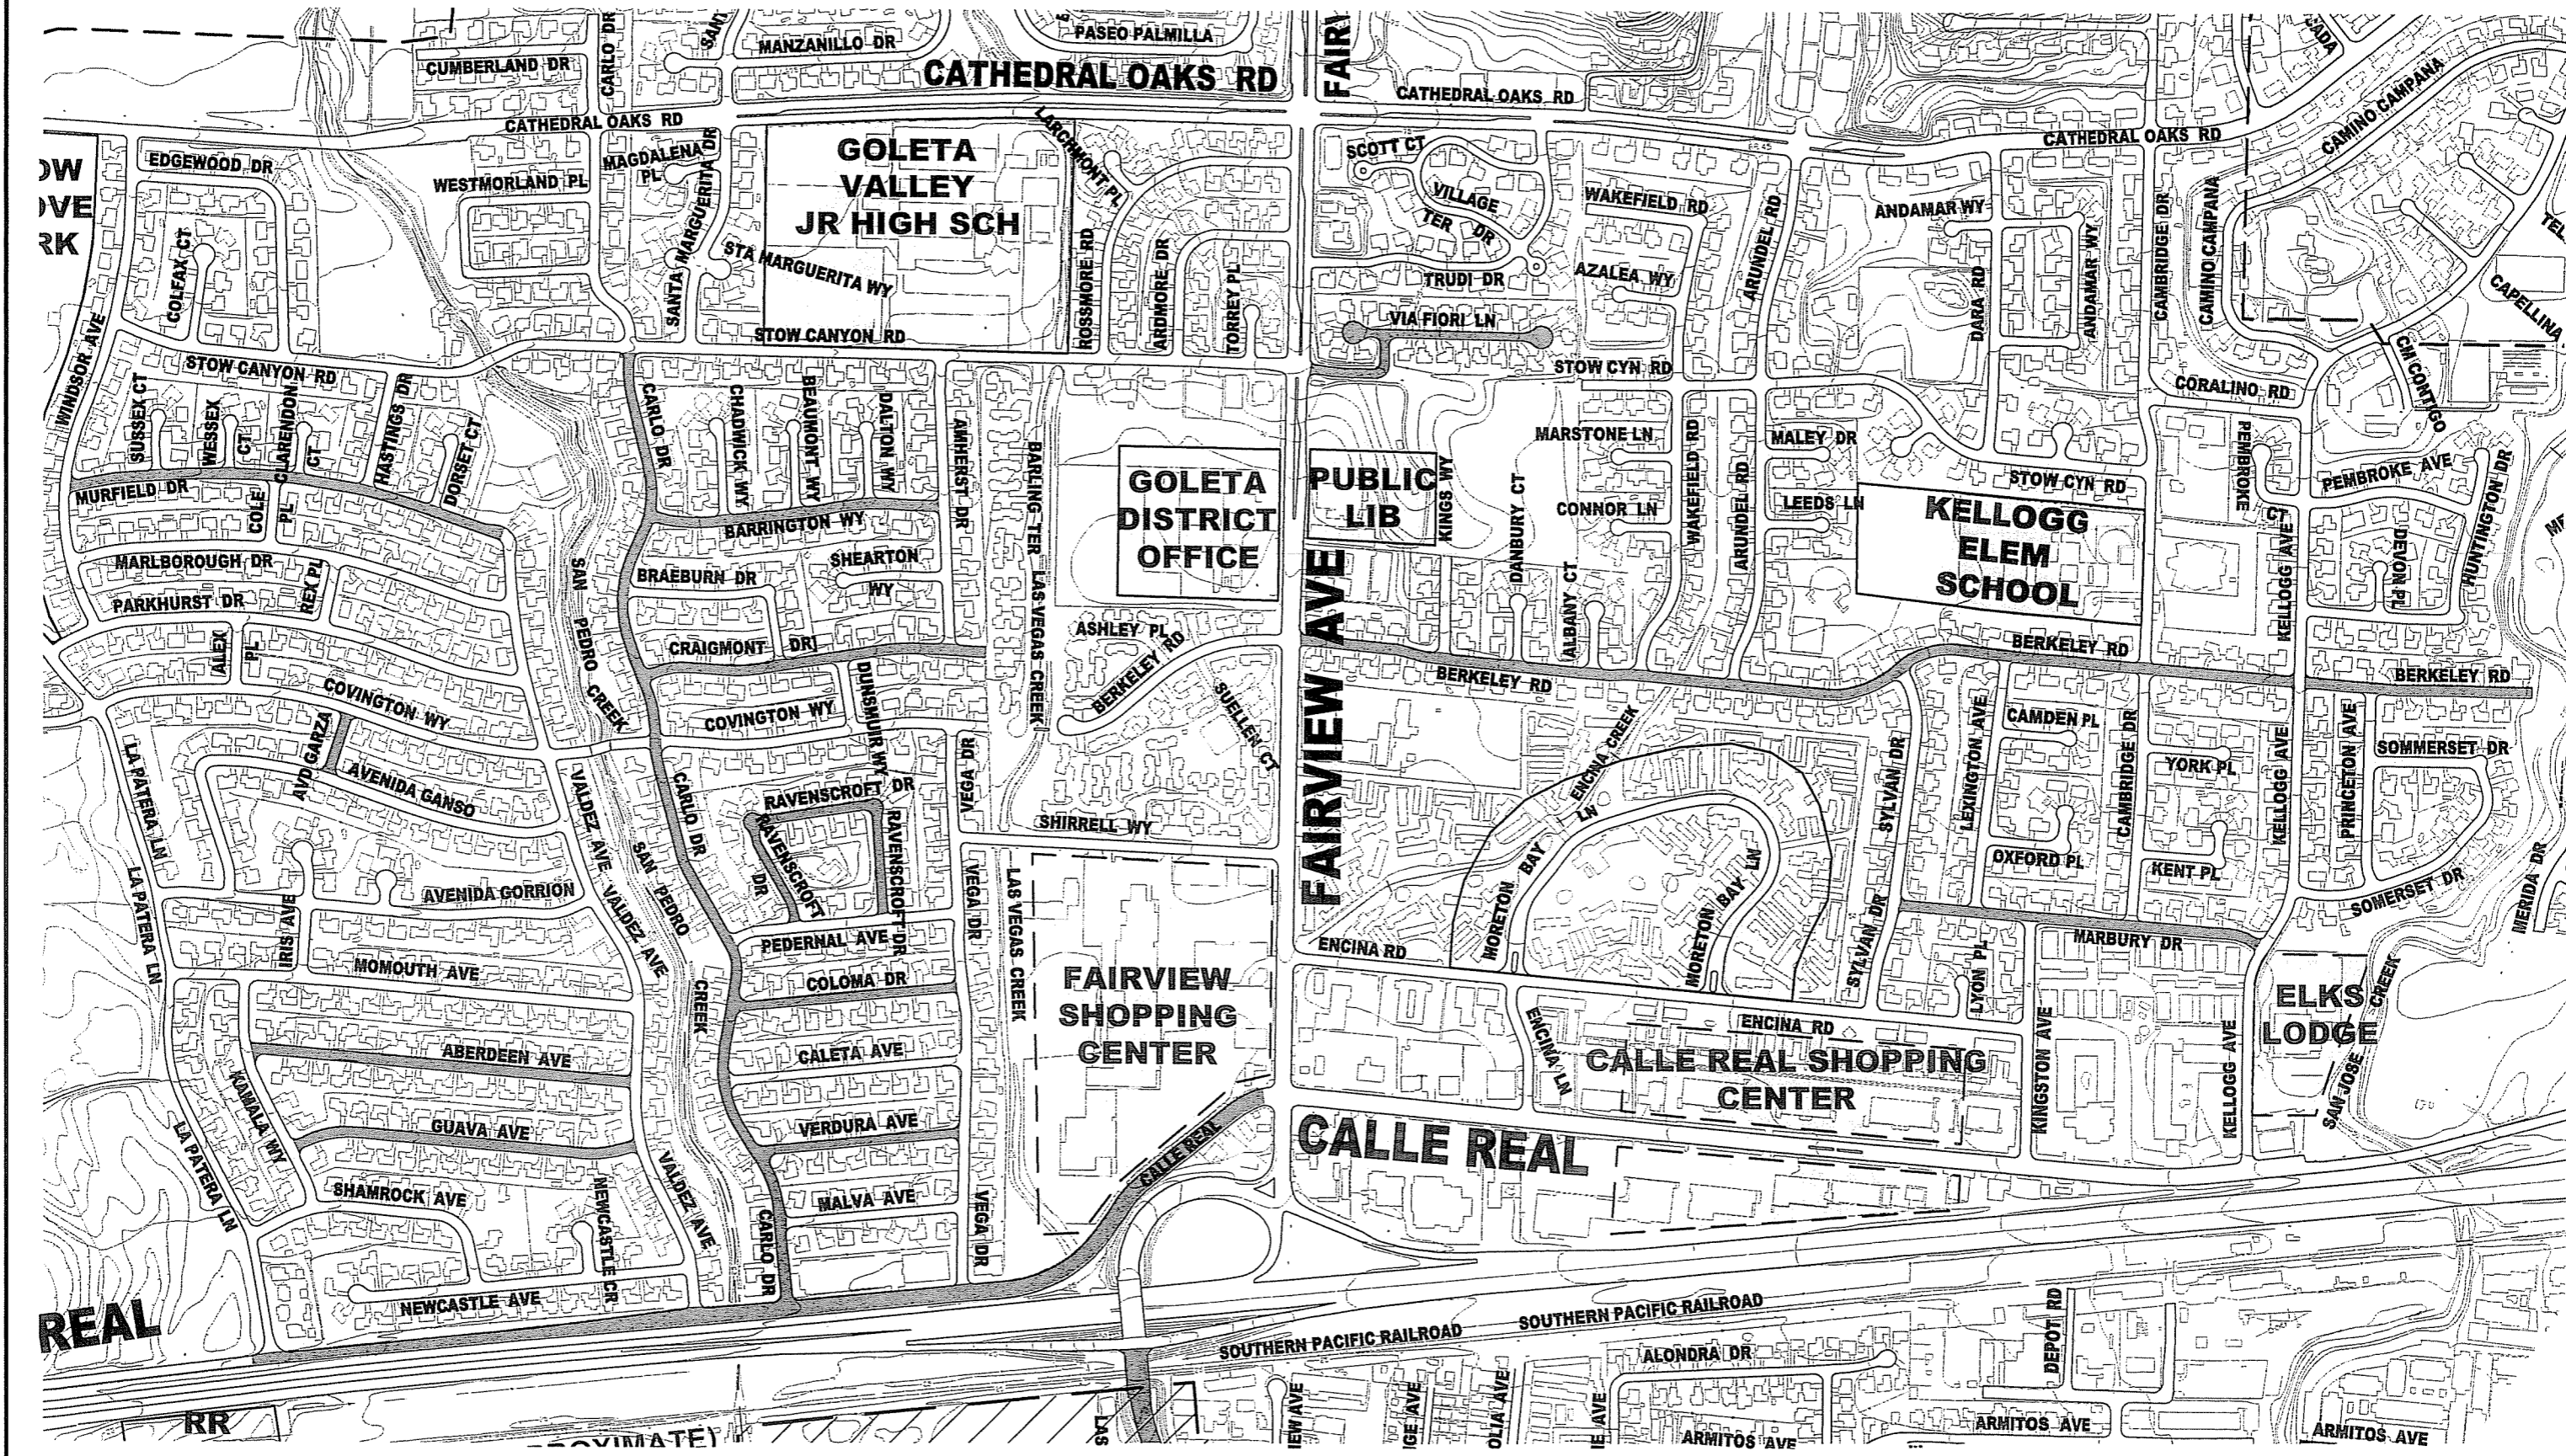 MANZANILLO DR
PASEO PALMILLA
CUMBERLAND DR
CARLO DR
CATHEDRAL OAKS RD
CATHEDRAL OAKS RD
CATHEDRAL OAKS RD
CATHEDRAL OAKS RD
CAMINO CAMPANA
EDGEWOOD DR
MAGDALENA
PL
WESTMORLAND PL
GOLETA
VALLEY
JR HIGH SCH
LARCHMONT PL
SCOTT CT
VILLAGE
TER DR
WAKEFIELD RD
ARUNDEL RD
ANDAMAR WY
CAMBRIDGE DR
CAMINO CAMPANA
COLFAX CT
SANTA MARGUERITA DR
STA MARGUERITA WY
ROSSMORE RD
ARDMORE DR
TORREY PL
TRUDI DR
AZALEA WY
DARA RD
ANDAMAR WY
CAPELLINA
VIA FIORI LN
STOW CANYON RD
WINDSOR AVE
STOW CANYON RD
STOW CYN RD
CORALINO RD
CM CONTIGO
SUSSEX CT
WESSEX
CT
CLARENDON
CT
HASTINGS DR
DORSET CT
CARLO DR
CHADWICK WY
BEAUMONT WY
DALTON WY
AMHERST DR
BARLING TER
GOLETA
DISTRICT
OFFICE
PUBLIC
LIB
KINGS WY
MARSTONE LN
MALEY DR
WAKEFIELD RD
ARUNDEL RD
CONNOR LN
LEEDS LN
DANBURY CT
ALBANY CT
STOW CYN RD
KELLOGG
ELEM
SCHOOL
PEMBROKE
CT
PEMBROKE AVE
HUNTINGTON DR
DEVON PL
KELLOGG AVE
MURFIELD DR
COLE
PL
BARRINGTON WY
MARLBOROUGH DR
REX PL
PARKHURST DR
SAN PEDRO CREEK
BRAEBURN DR
SHEARTON
WY
LAS VEGAS CREEK
ALEX
PL
CRAIGMONT DR
ASHLEY PL
BERKELEY RD
BERKELEY RD
BERKELEY RD
BERKELEY RD
COVINGTON WY
COVINGTON WY
DUNSMUIR WY
SUELLEN CT
FAIRVIEW AVE
ENCINA CREEK
SYLVAN DR
LEXINGTON AVE
CAMDEN PL
CAMBRIDGE DR
YORK PL
KELLOGG AVE
PRINCETON AVE
SOMMERSET DR
AVD GARZA
AVENIDA GANSO
LA PATERA LN
VALDEZ AVE
CARLO DR
RAVENSCROFT DR
RAVENSCROFT
DR
RAVENSCROFT DR
VEGA DR
SHIRRELL WY
MORETON BAY LN
MORETON BAY LN
OXFORD PL
KENT PL
SOMERSET DR
MERIDA DR
LA PATERA LN
IRIS AVE
AVENIDA GORRION
VALDEZ AVE
SAN PEDRO CREEK
PEDERNAL AVE
VEGA DR
LAS VEGAS CREEK
ENCINA RD
SYLVAN DR
MARBURY DR
LYON PL
MOMOUTH AVE
COLOMA DR
FAIRVIEW
SHOPPING
CENTER
ENCINA RD
ENCINA LN
CALLE REAL SHOPPING
CENTER
KINGSTON AVE
KELLOGG AVE
ELKS
LODGE
SAN JOSE CREEK
ABERDEEN AVE
CALETA AVE
KAMALA WY
GUAVA AVE
VERDURA AVE
CALLE REAL
CALLE REAL
LA PATERA LN
SHAMROCK AVE
NEWCASTLE CR
VALDEZ AVE
CARLO DR
MALVA AVE
VEGA DR
NEWCASTLE AVE
REAL
SOUTHERN PACIFIC RAILROAD
SOUTHERN PACIFIC RAILROAD
ALONDRA DR
DEPOT RD
RR
LAS
ARMITOS AVE
ARMITOS AVE
ARMITOS AVE